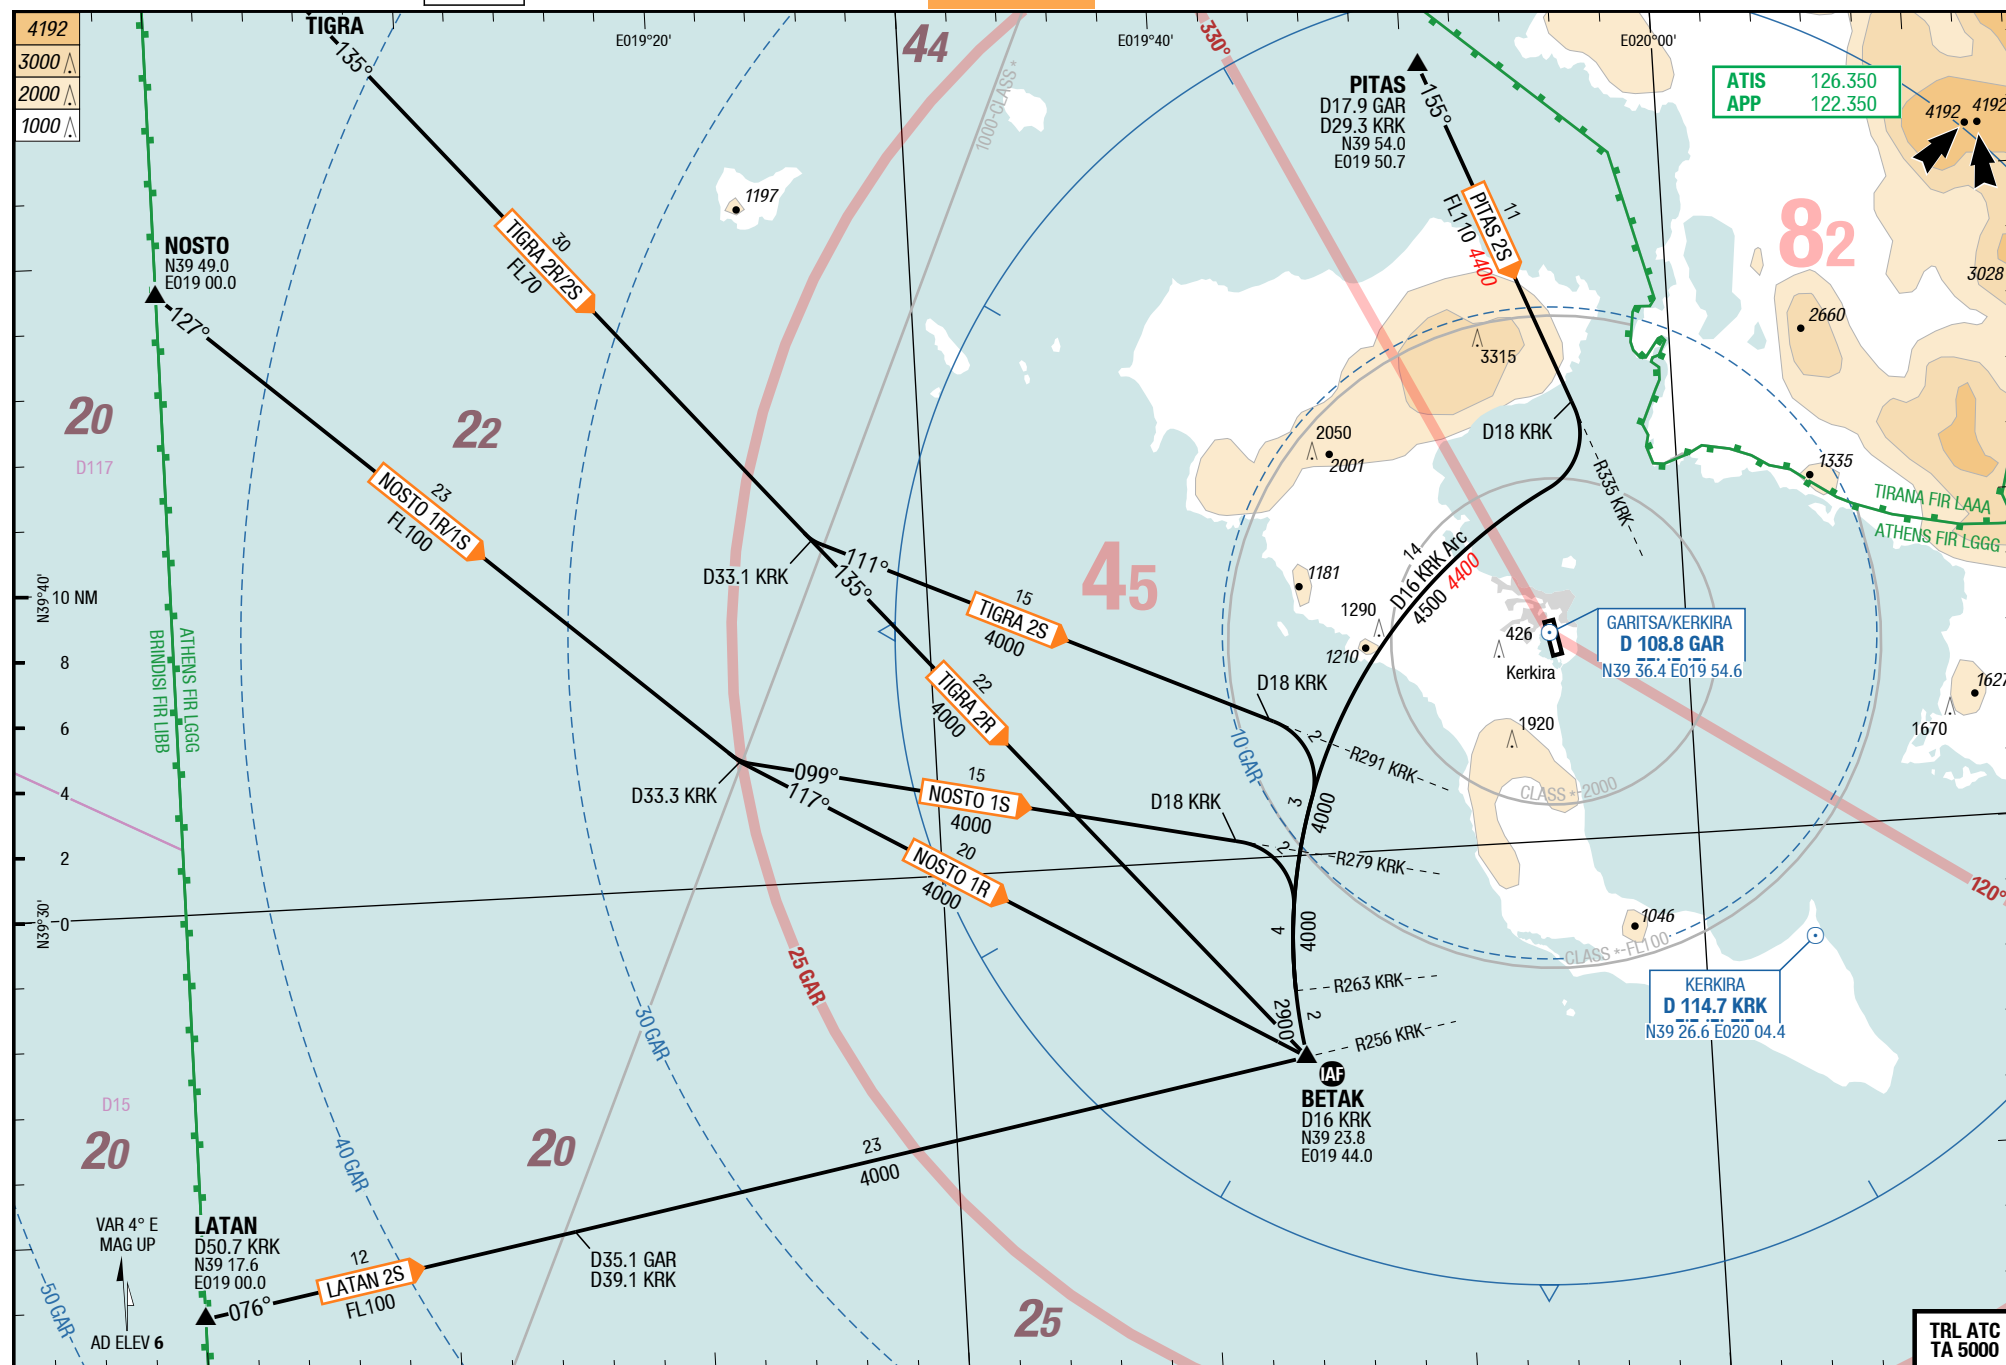 4192
3000
2000
1000
TIGRA
135°
E019°20'
44
1000-CLASS *
E019°40'
330°
E020°00'
ATIS 126.350
APP 122.350
4192
4192
PITAS
D17.9 GAR
D29.3 KRK
N39 54.0
E019 50.7
155°
11
PITAS 2S
FL110
4400
82
3028
2660
1197
NOSTO
N39 49.0
E019 00.0
127°
30
TIGRA 2R/2S
FL70
3315
2050
2001
D18 KRK
R335 KRK
1335
TIRANA FIR LAAA
ATHENS FIR LGGG
20
D117
22
23
NOSTO 1R/1S
FL100
D33.1 KRK
111°
135°
45
15
TIGRA 2S
4000
1181
1290
1210
14
D16 KRK Arc
4500
4400
426
Kerkira
GARITSA/KERKIRA
D 108.8 GAR
N39 36.4 E019 54.6
N39°40'
10 NM
8
6
4
2
0
N39°30'
ATHENS FIR LGGG
BRINDISI FIR LIBB
22
TIGRA 2R
4000
D18 KRK
2
R291 KRK
10 GAR
1920
1627
1670
CLASS *-2000
D33.3 KRK
099°
117°
15
NOSTO 1S
4000
D18 KRK
3
4000
2
R279 KRK
20
NOSTO 1R
4000
120°
1046
CLASS *-FL100
4
4000
25 GAR
R263 KRK
KERKIRA
D 114.7 KRK
N39 26.6 E020 04.4
30 GAR
2900
2
R256 KRK
IAF
BETAK
D16 KRK
N39 23.8
E019 44.0
D15
20
20
40 GAR
23
4000
VAR 4° E
MAG UP
AD ELEV 6
LATAN
D50.7 KRK
N39 17.6
E019 00.0
076°
12
LATAN 2S
FL100
D35.1 GAR
D39.1 KRK
50 GAR
25
TRL ATC
TA 5000